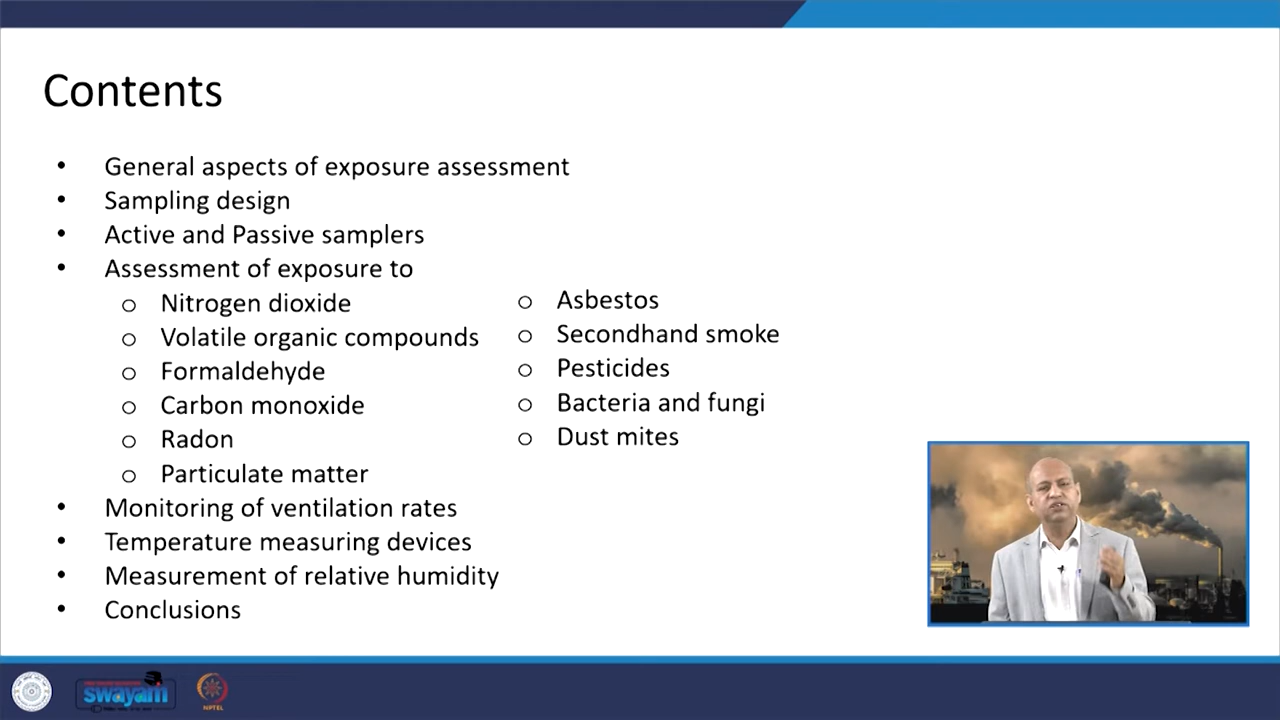 Contents
• General aspects of exposure assessment
• Sampling design
• Active and Passive samplers
• Assessment of exposure to
o Nitrogen dioxide
o Volatile organic compounds
o Formaldehyde
o Carbon monoxide
o Radon
o Particulate matter
o Asbestos
o Secondhand smoke
o Pesticides
o Bacteria and fungi
o Dust mites
• Monitoring of ventilation rates
• Temperature measuring devices
• Measurement of relative humidity
• Conclusions
swayam
NPTEL